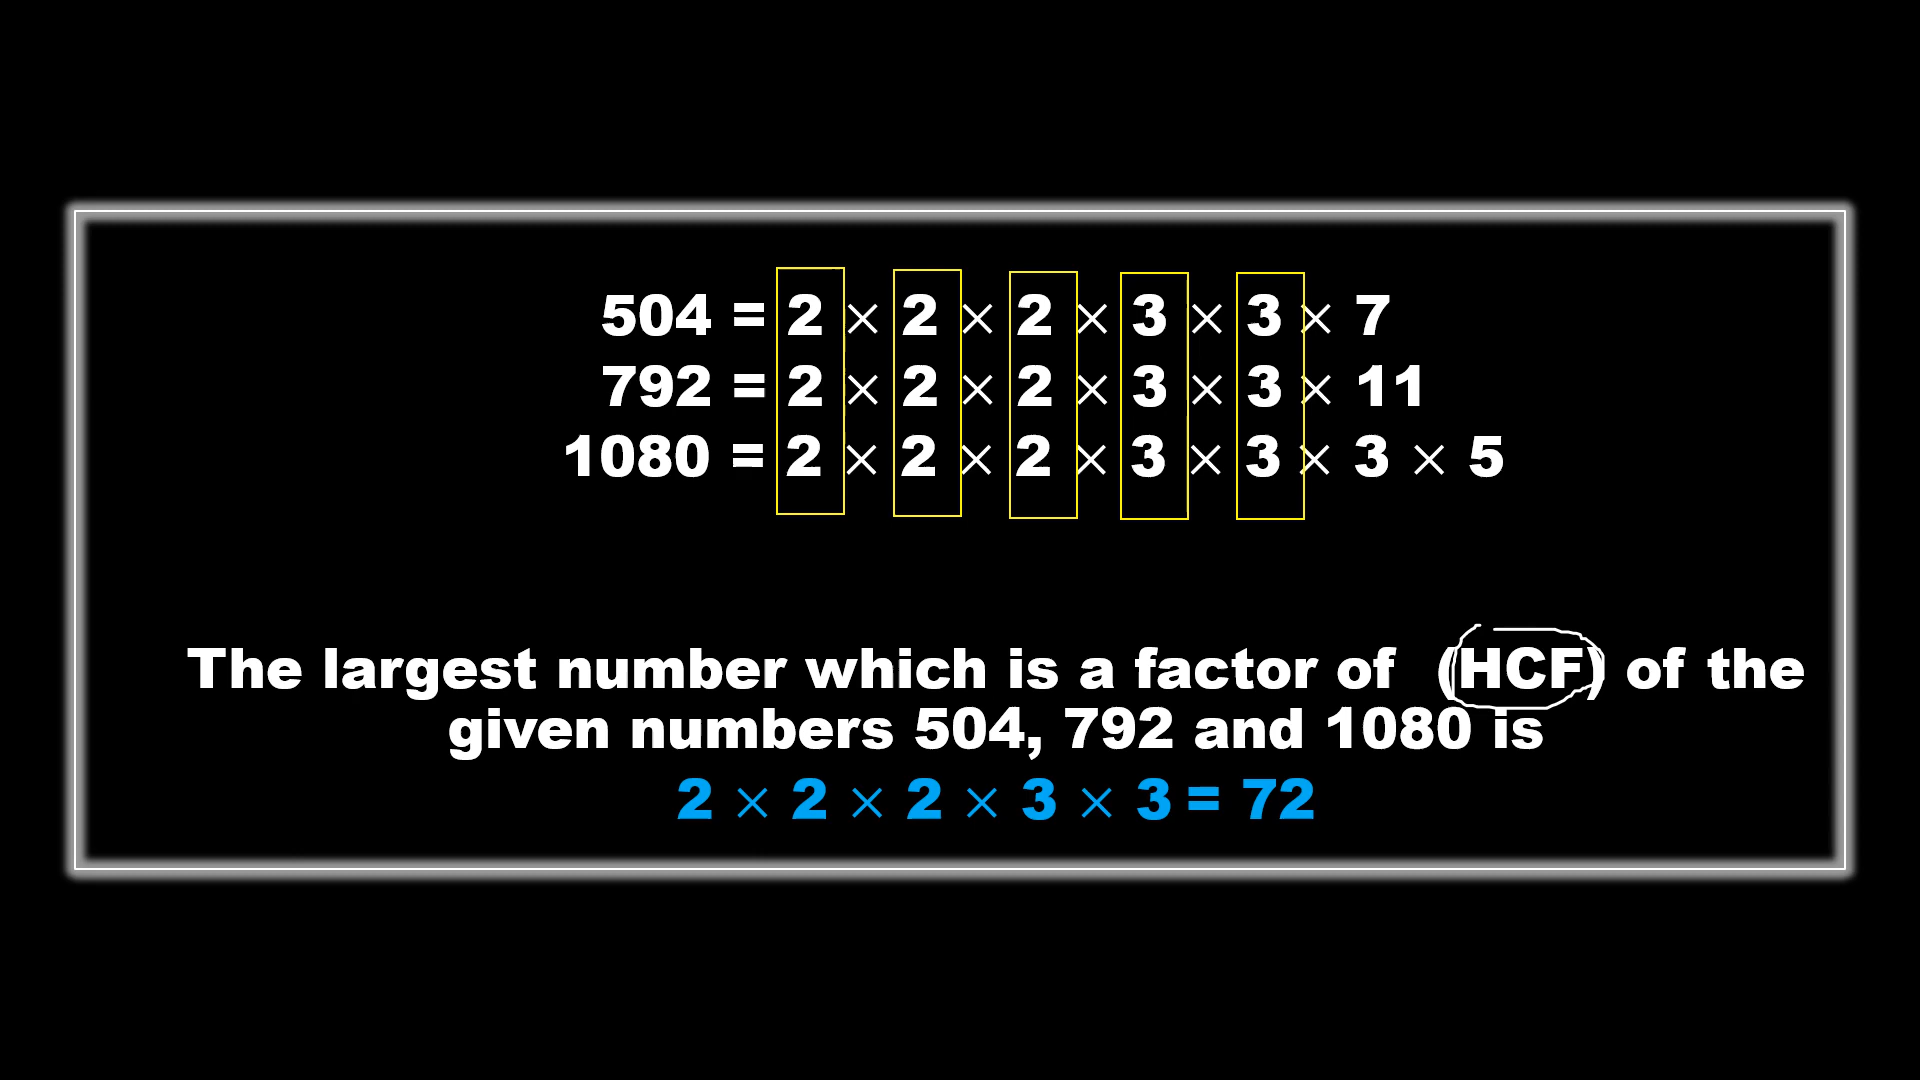 504 = 2 × 2 × 2 × 3 × 3 × 7
792 = 2 × 2 × 2 × 3 × 3 × 11
1080 = 2 × 2 × 2 × 3 × 3 × 3 × 5
The largest number which is a factor of (HCF) of the
given numbers 504, 792 and 1080 is
2 × 2 × 2 × 3 × 3 = 72